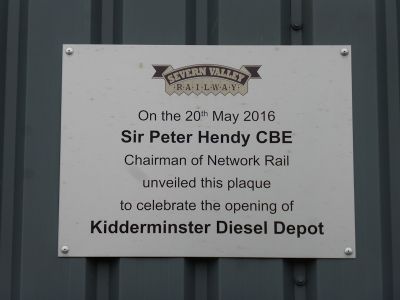 SEVERN VALLEY
RAILWAY
On the 20th May 2016
Sir Peter Hendy CBE
Chairman of Network Rail
unveiled this plaque
to celebrate the opening of
Kidderminster Diesel Depot